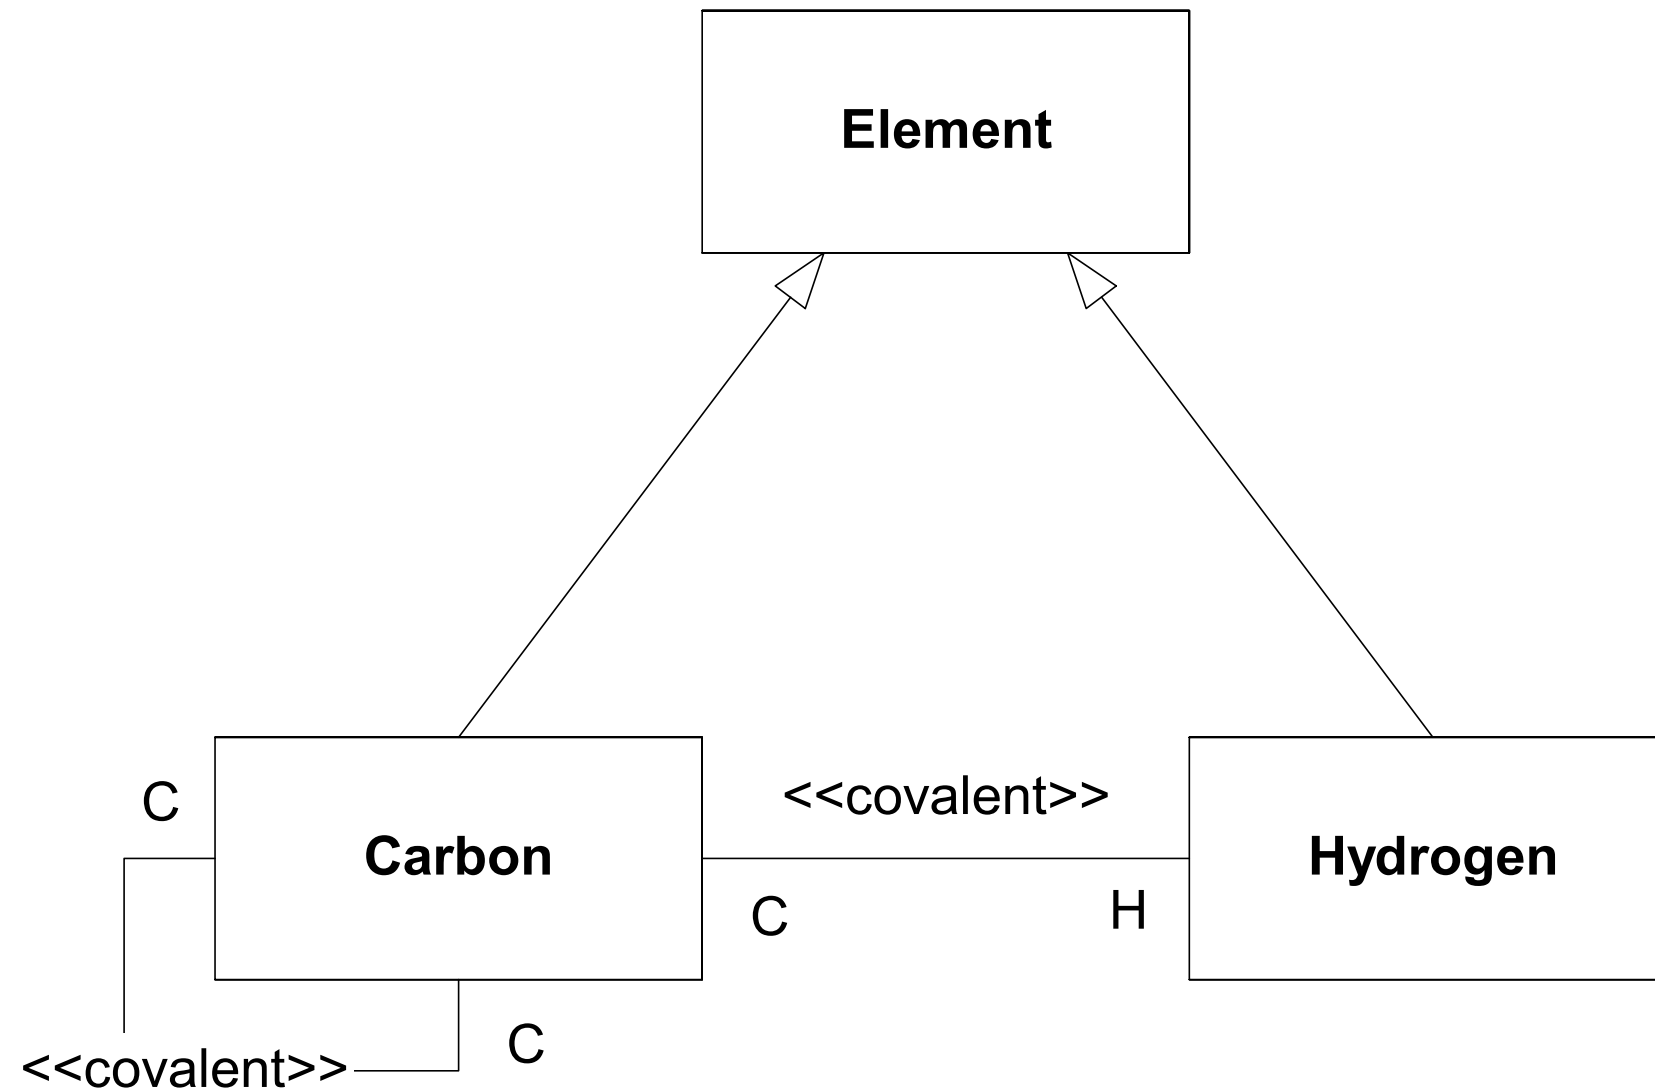 Element
C
<<covalent>>
Carbon
Hydrogen
C
H
C
<<covalent>>